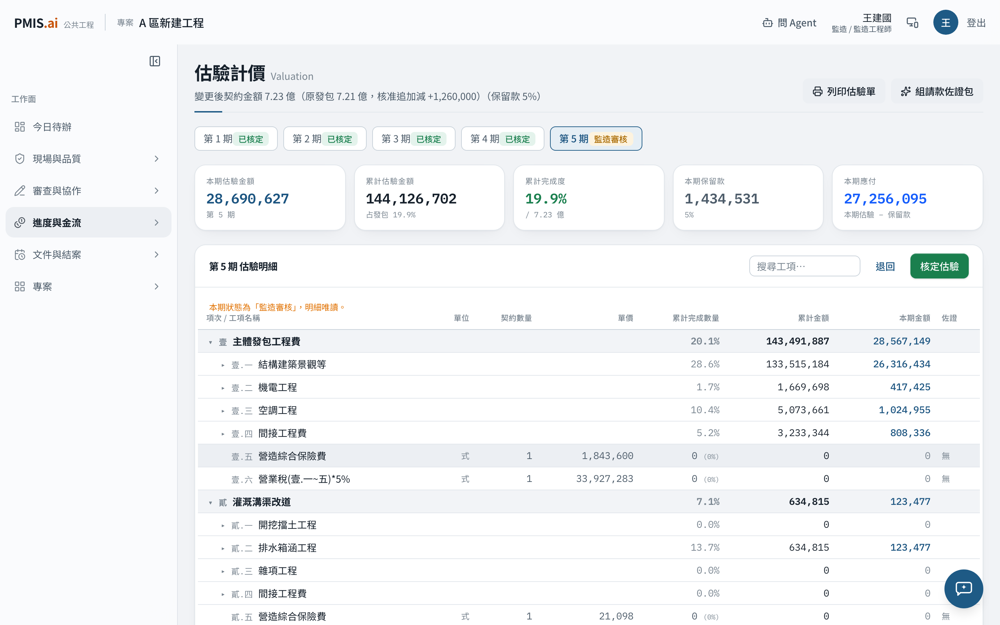 PMIS.ai 公共工程 專案 A 區新建工程 問 Agent 王建國 王 登出
監造 / 監造工程師
工作面
今日待辦
現場與品質
審查與協作
進度與金流
文件與結案
專案
估驗計價 Valuation
變更後契約金額 7.23 億（原發包 7.21 億，核准追加減 +1,260,000）（保留款 5%）
列印估驗單 組請款佐證包
第 1 期 已核定 第 2 期 已核定 第 3 期 已核定 第 4 期 已核定 第 5 期 監造審核
本期估驗金額 累計估驗金額 累計完成度 本期保留款 本期應付
28,690,627 144,126,702 19.9% 1,434,531 27,256,095
第 5 期 占發包 19.9% / 7.23 億 5% 本期估驗 − 保留款
第 5 期 估驗明細 搜尋工項… 退回 核定估驗
本期狀態為「監造審核」，明細唯讀。
項次 / 工項名稱 單位 契約數量 單價 累計完成數量 累計金額 本期金額 佐證
▾ 壹 主體發包工程費 20.1% 143,491,887 28,567,149
▸ 壹.一 結構建築景觀等 28.6% 133,515,184 26,316,434
▸ 壹.二 機電工程 1.7% 1,669,698 417,425
▸ 壹.三 空調工程 10.4% 5,073,661 1,024,955
▸ 壹.四 間接工程費 5.2% 3,233,344 808,336
壹.五 營造綜合保險費 式 1 1,843,600 0 (0%) 0 0 無
壹.六 營業稅(壹.一~五)*5% 式 1 33,927,283 0 (0%) 0 0 無
▾ 貳 灌溉溝渠改道 7.1% 634,815 123,477
▸ 貳.一 開挖擋土工程 0.0% 0 0
▸ 貳.二 排水箱涵工程 13.7% 634,815 123,477
▸ 貳.三 雜項工程 0.0% 0 0
▸ 貳.四 間接工程費 0.0% 0 0
貳.五 營造綜合保險費 式 1 21,098 0 (0%) 0 0 無